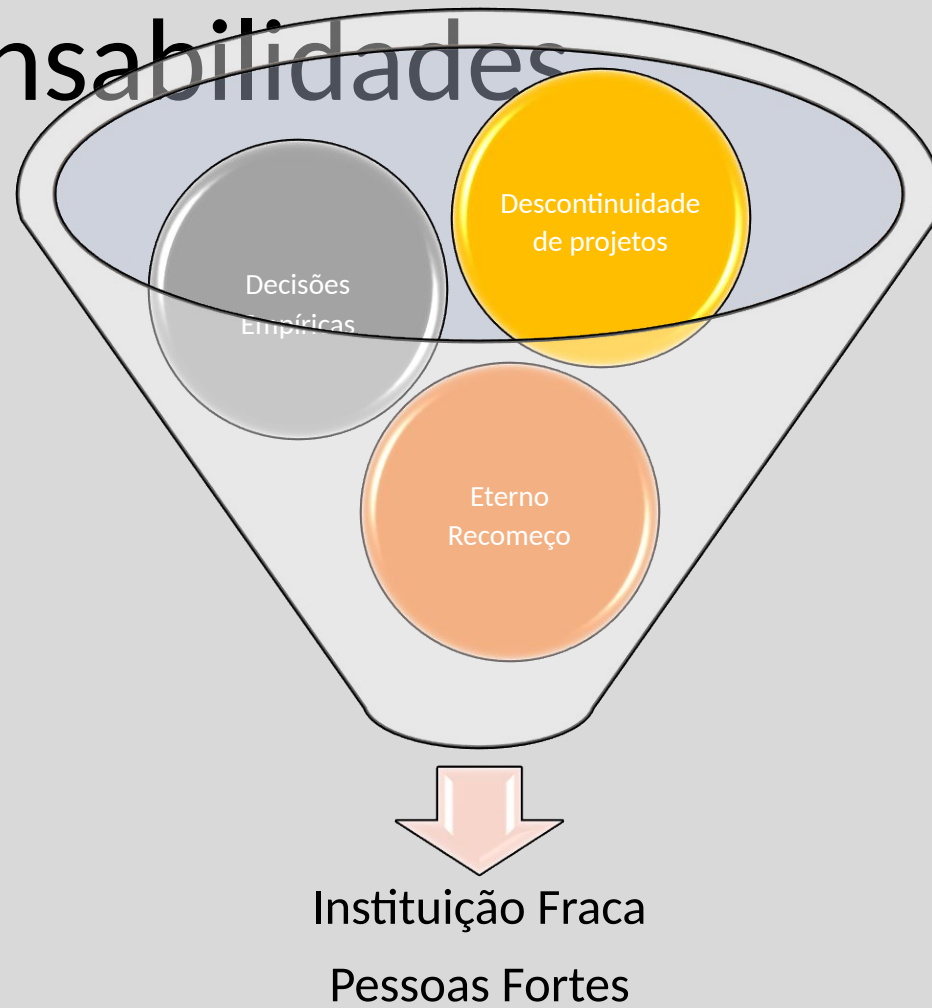 nsabilidades
Descontinuidade
de projetos
Decisões
Empíricas
Eterno
Recomeço
Instituição Fraca
Pessoas Fortes